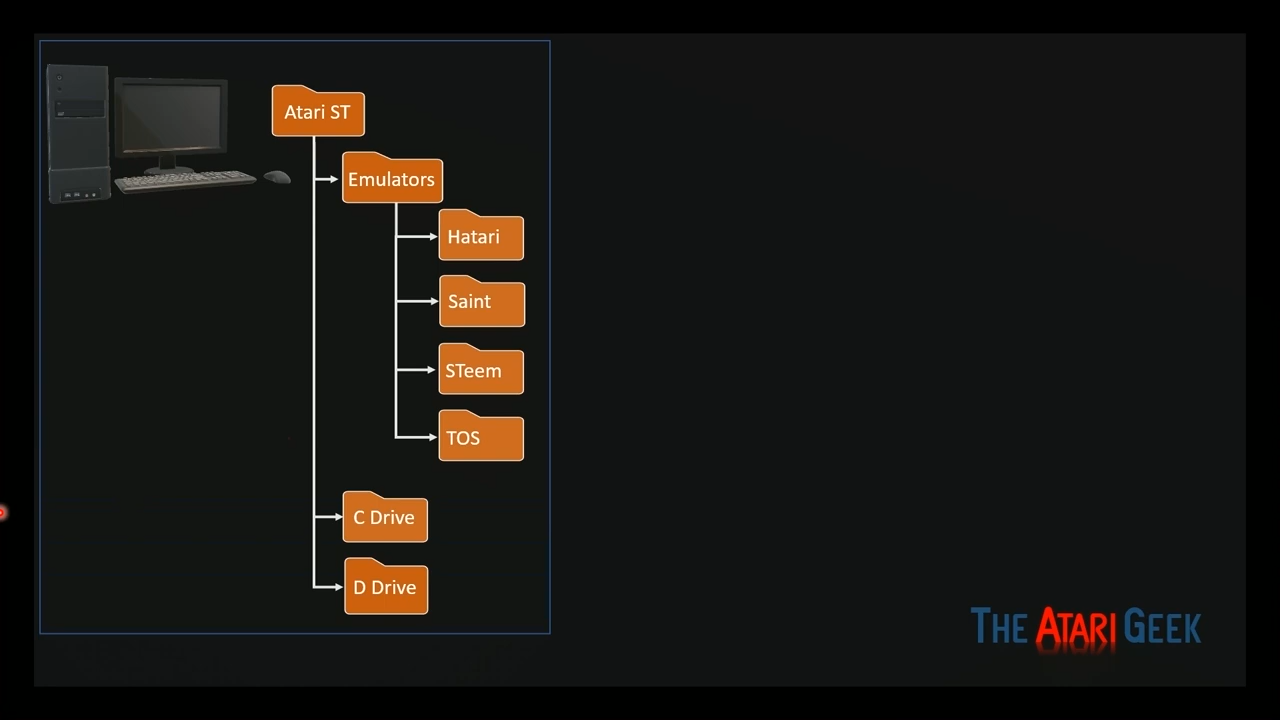 Atari ST
Emulators
Hatari
Saint
STeem
TOS
C Drive
D Drive
THE ATARI GEEK